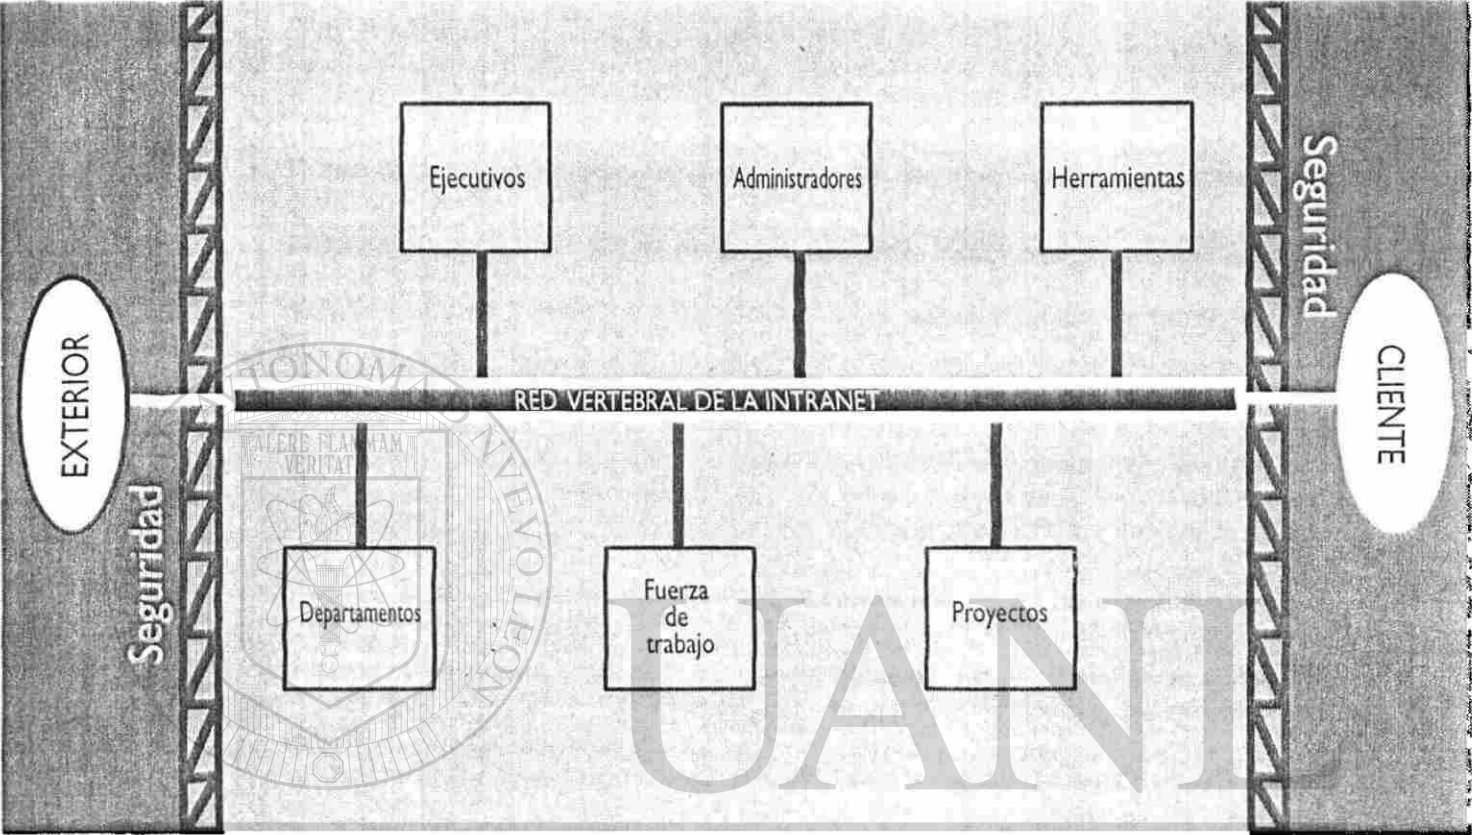 Ejecutivos
Administradores
Herramientas
Seguridad
EXTERIOR
CLIENTE
RED VERTEBRAL DE LA INTRANET
Seguridad
Departamentos
Fuerza
de
trabajo
Proyectos
ALERE FLAMMAM
VERITATIS
UANL